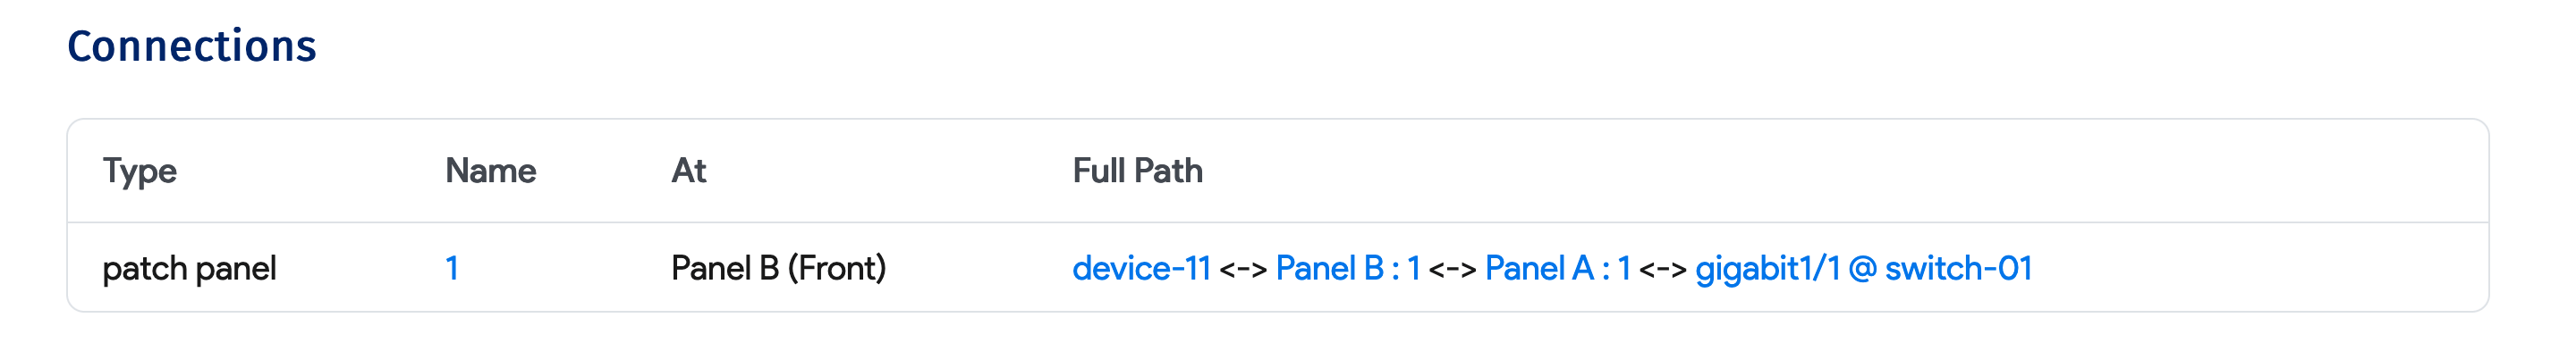 Connections
Type Name At Full Path
patch panel 1 Panel B (Front) device-11 <-> Panel B : 1 <-> Panel A : 1 <-> gigabit1/1 @ switch-01